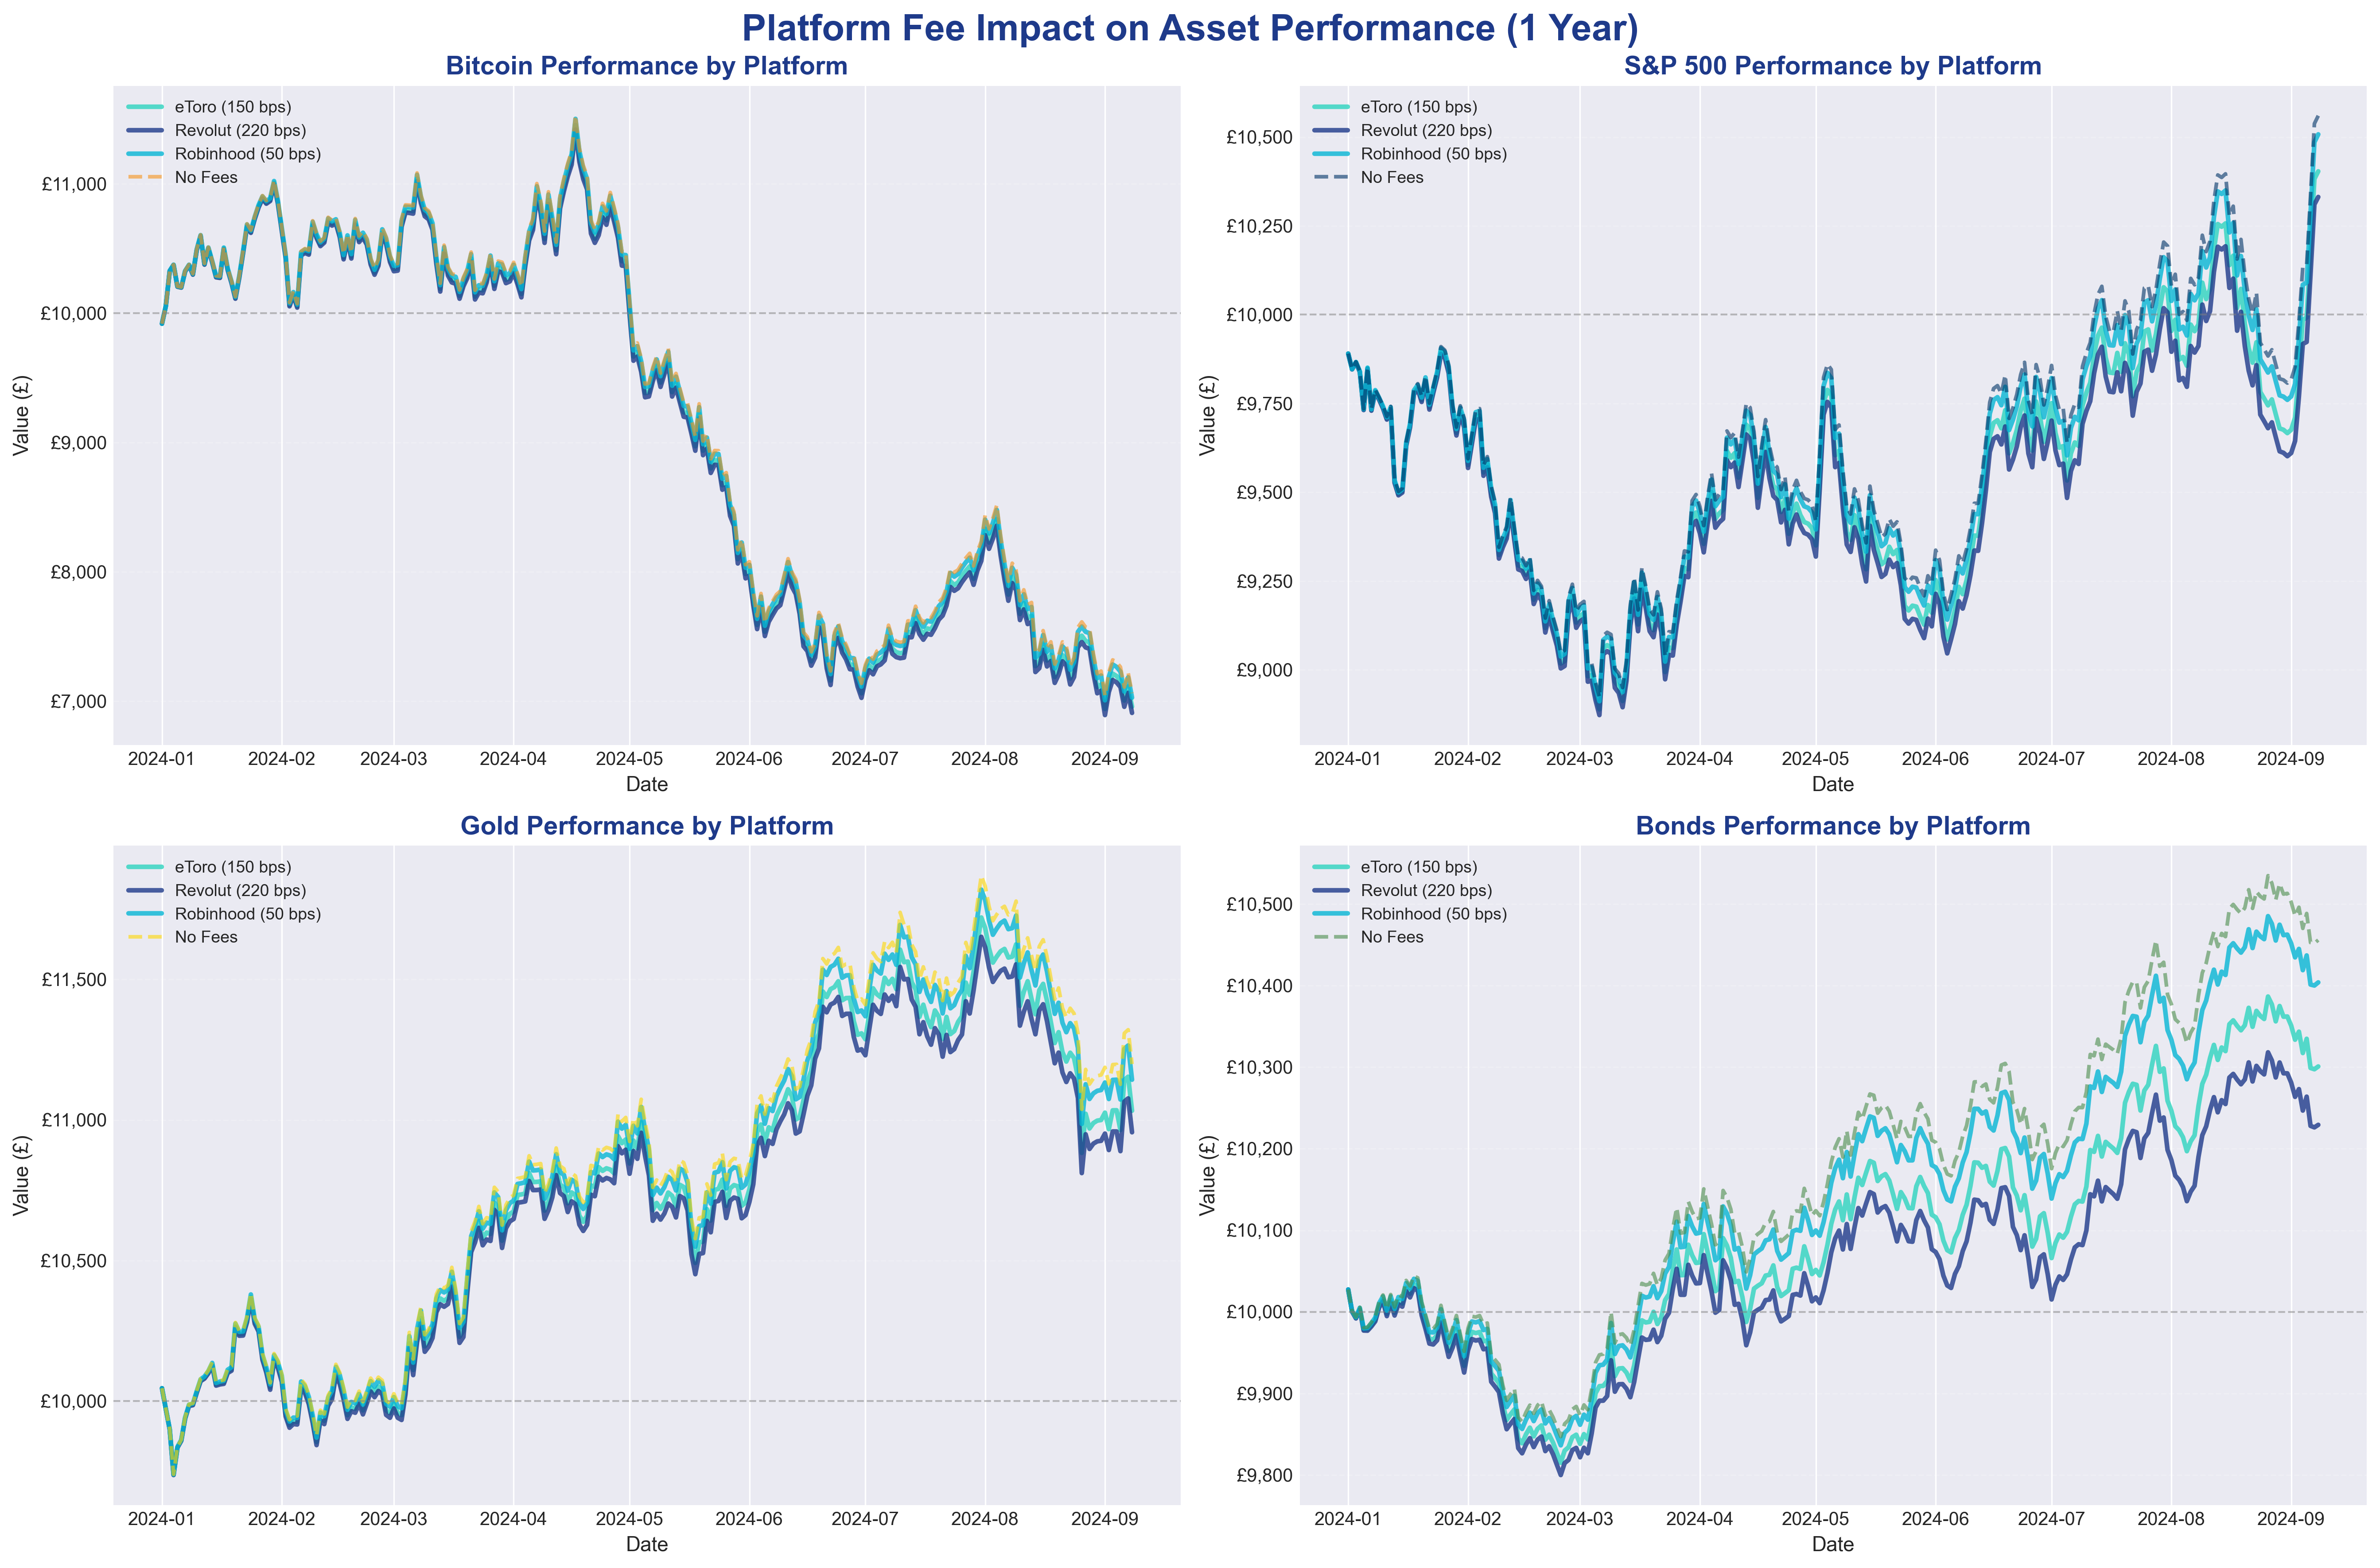 Platform Fee Impact on Asset Performance (1 Year)
Bitcoin Performance by Platform
eToro (150 bps)
Revolut (220 bps)
Robinhood (50 bps)
No Fees
£11,000
£10,000
£9,000
£8,000
£7,000
Value (£)
2024-01 2024-02 2024-03 2024-04 2024-05 2024-06 2024-07 2024-08 2024-09
Date
S&P 500 Performance by Platform
eToro (150 bps)
Revolut (220 bps)
Robinhood (50 bps)
No Fees
£10,500
£10,250
£10,000
£9,750
£9,500
£9,250
£9,000
Value (£)
2024-01 2024-02 2024-03 2024-04 2024-05 2024-06 2024-07 2024-08 2024-09
Date
Gold Performance by Platform
eToro (150 bps)
Revolut (220 bps)
Robinhood (50 bps)
No Fees
£11,500
£11,000
£10,500
£10,000
Value (£)
2024-01 2024-02 2024-03 2024-04 2024-05 2024-06 2024-07 2024-08 2024-09
Date
Bonds Performance by Platform
eToro (150 bps)
Revolut (220 bps)
Robinhood (50 bps)
No Fees
£10,500
£10,400
£10,300
£10,200
£10,100
£10,000
£9,900
£9,800
Value (£)
2024-01 2024-02 2024-03 2024-04 2024-05 2024-06 2024-07 2024-08 2024-09
Date